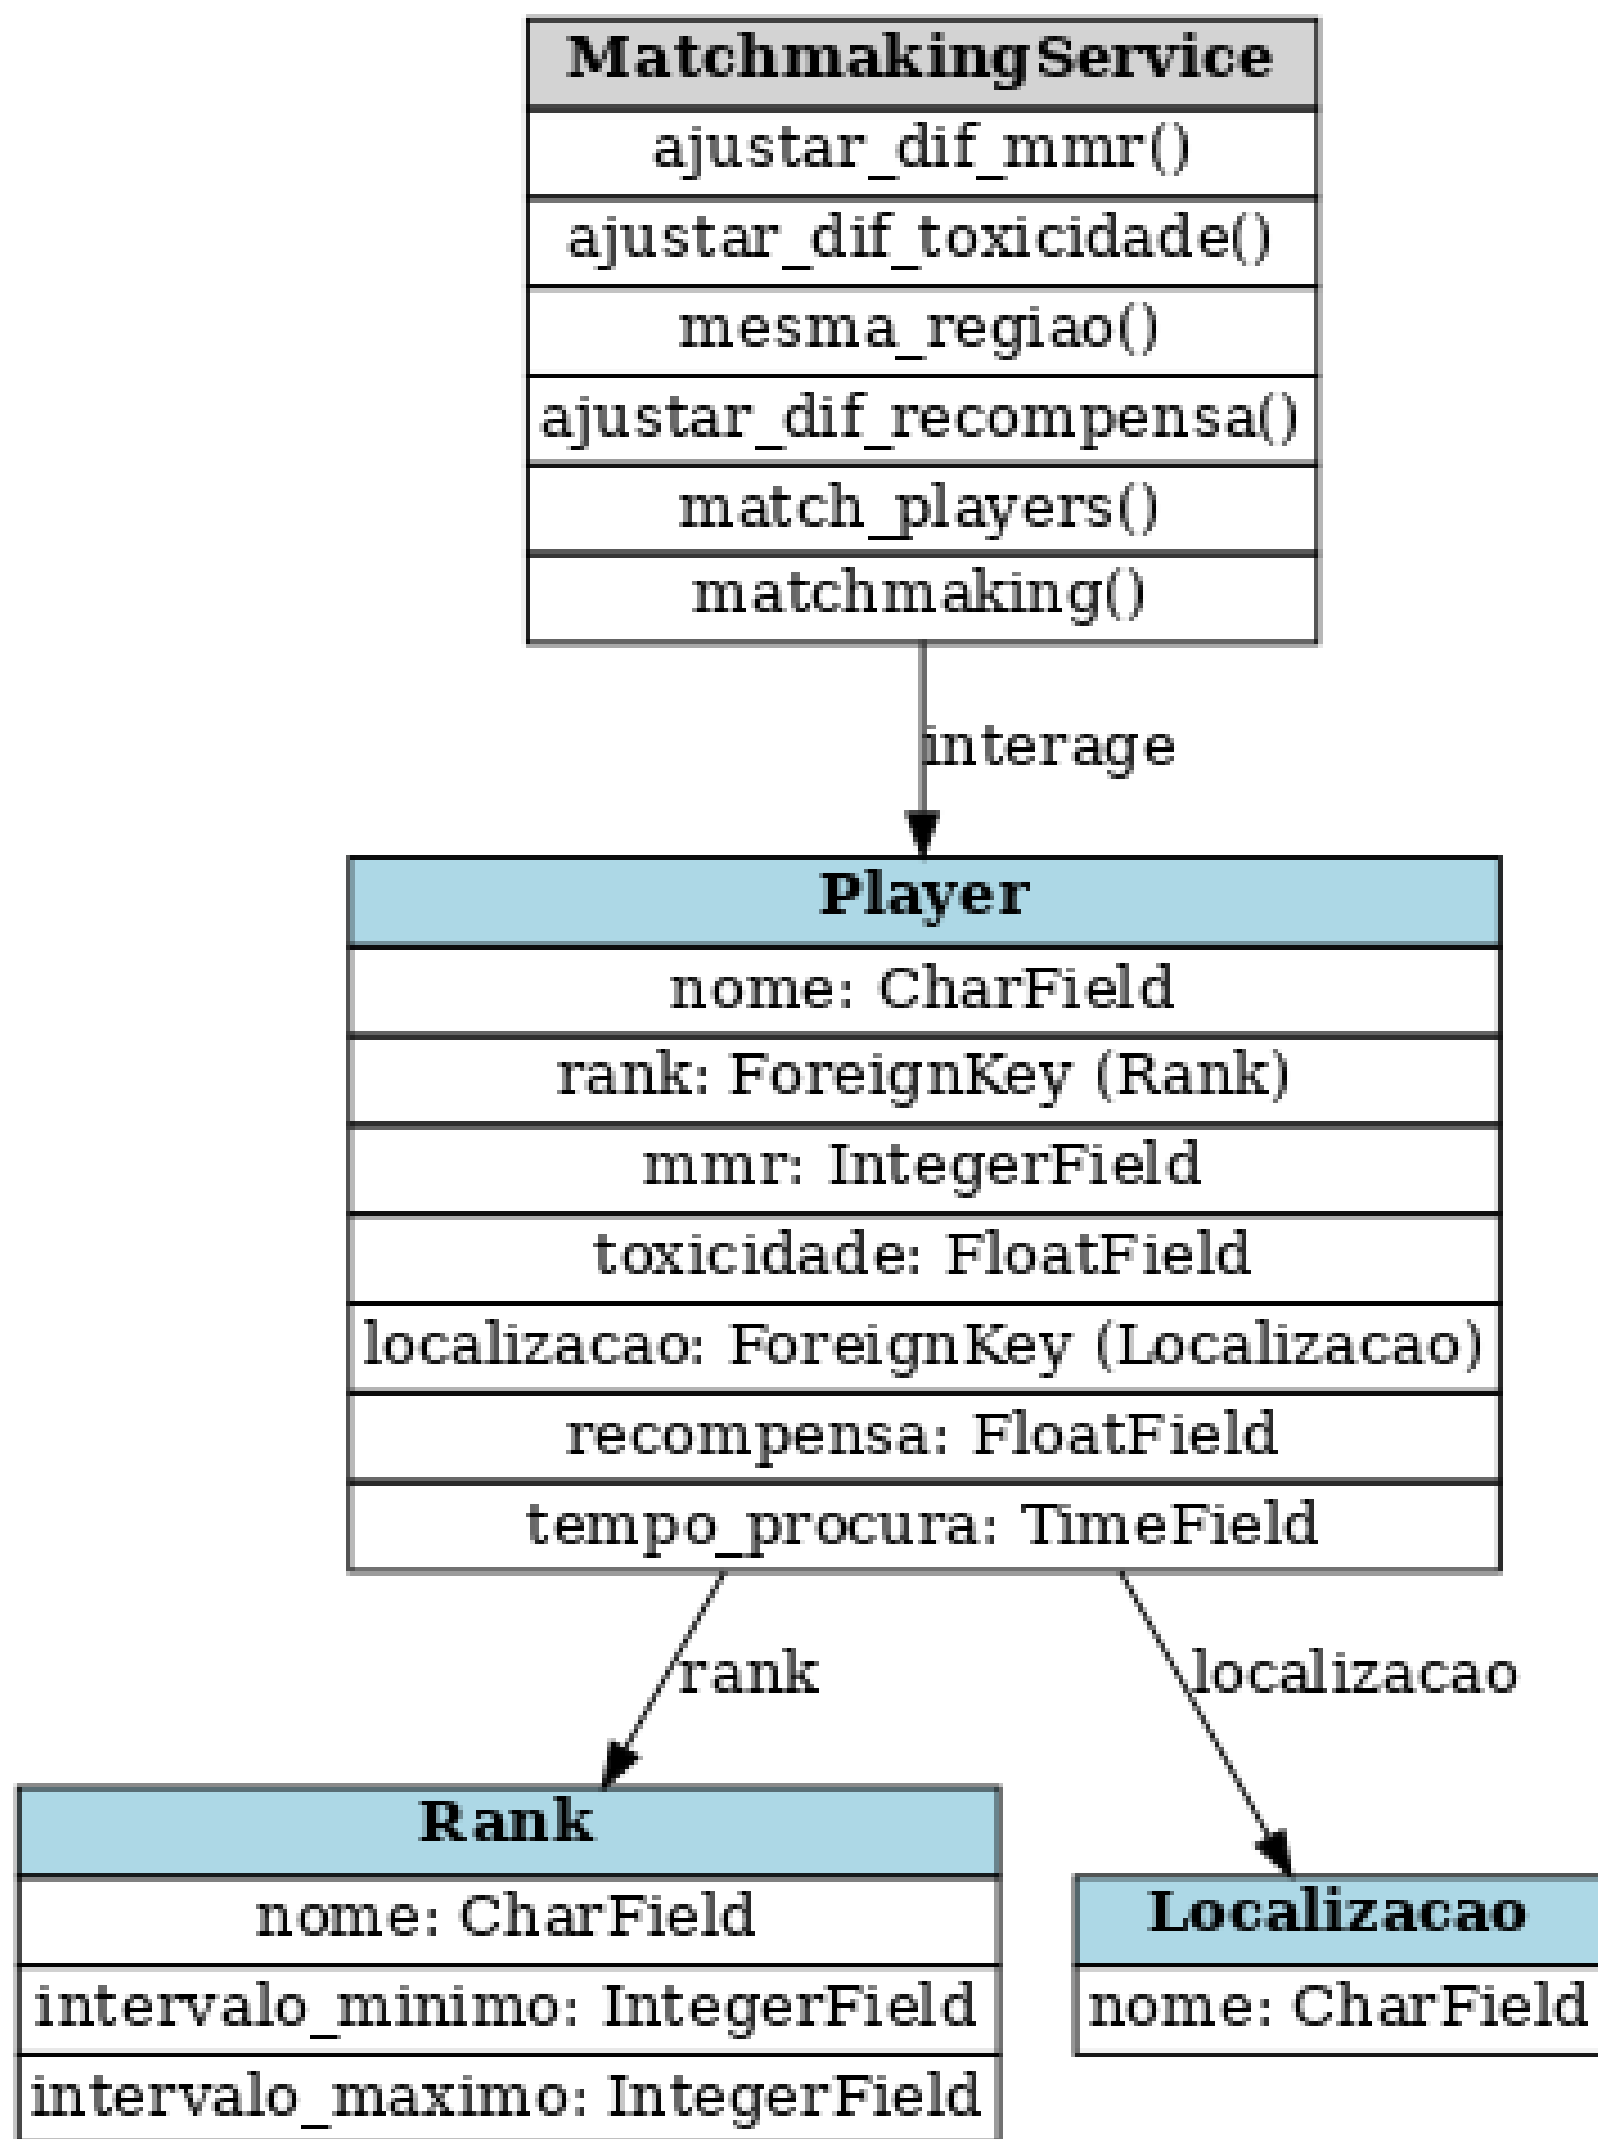 MatchmakingService
ajustar_dif_mmr()
ajustar_dif_toxicidade()
mesma_regiao()
ajustar_dif_recompensa()
match_players()
matchmaking()
interage
Player
nome: CharField
rank: ForeignKey (Rank)
mmr: IntegerField
toxicidade: FloatField
localizacao: ForeignKey (Localizacao)
recompensa: FloatField
tempo_procura: TimeField
rank
localizacao
Rank
nome: CharField
intervalo_minimo: IntegerField
intervalo_maximo: IntegerField
Localizacao
nome: CharField